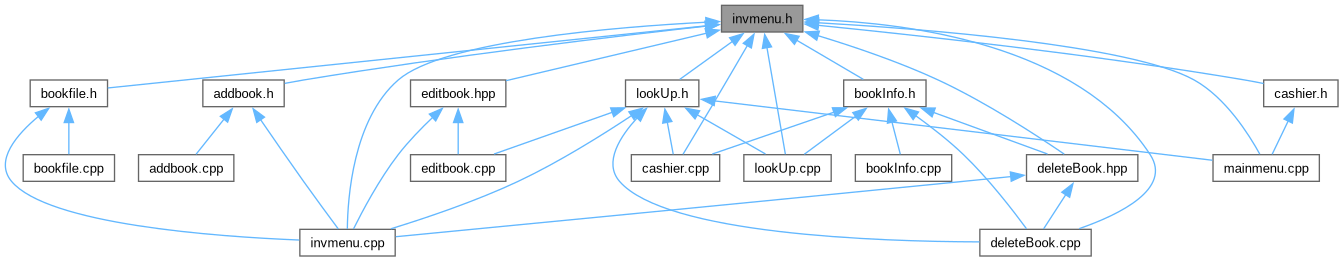 invmenu.h
bookfile.h
addbook.h
editbook.hpp
lookUp.h
bookInfo.h
cashier.h
bookfile.cpp
addbook.cpp
editbook.cpp
cashier.cpp
lookUp.cpp
bookInfo.cpp
deleteBook.hpp
mainmenu.cpp
invmenu.cpp
deleteBook.cpp